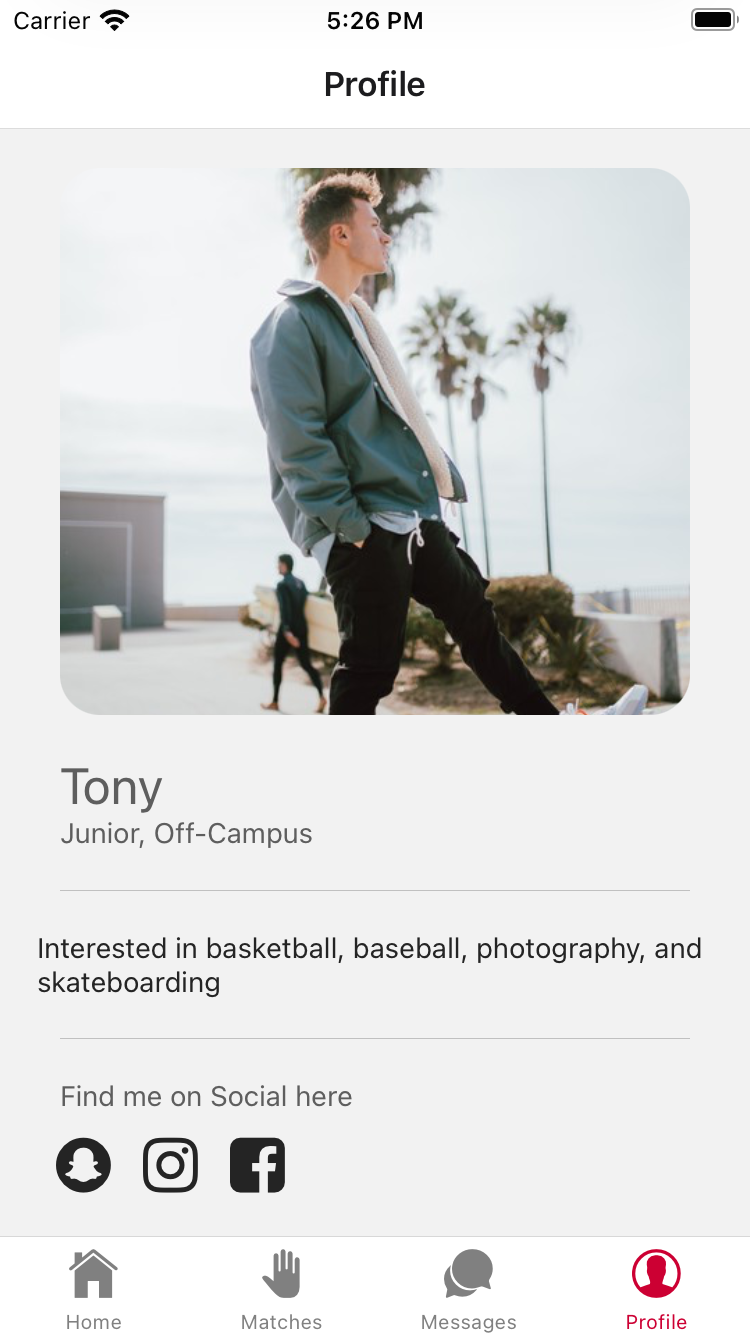 Carrier 5:26 PM
Profile
Tony
Junior, Off-Campus
Interested in basketball, baseball, photography, and
skateboarding
Find me on Social here
Home Matches Messages Profile